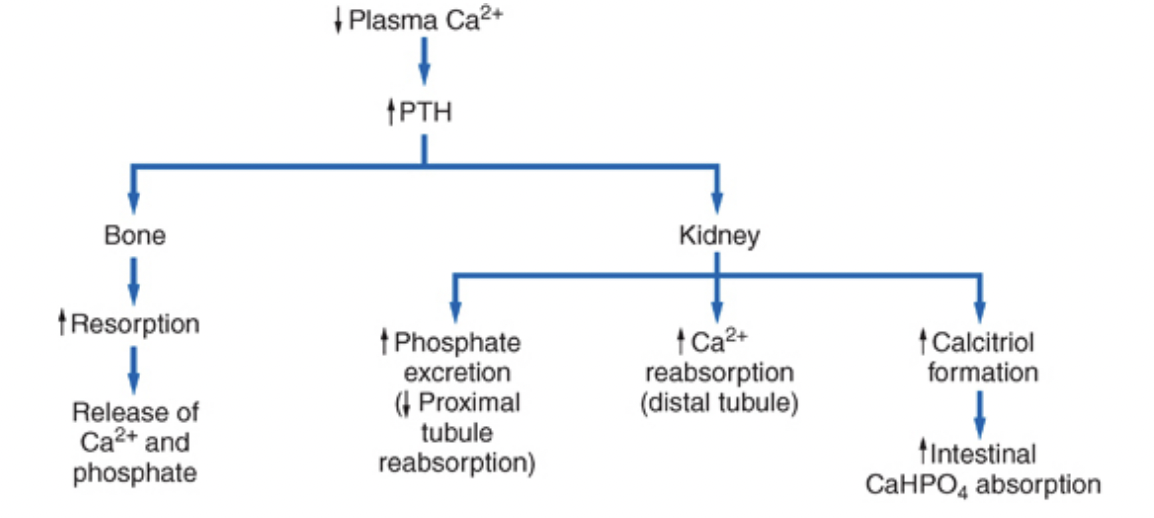 ↓Plasma Ca²⁺
↑PTH
Bone
Kidney
↑Resorption
Release of
Ca²⁺ and
phosphate
↑Phosphate
excretion
(↓ Proximal
tubule
reabsorption)
↑Ca²⁺
reabsorption
(distal tubule)
↑Calcitriol
formation
↑Intestinal
CaHPO₄ absorption